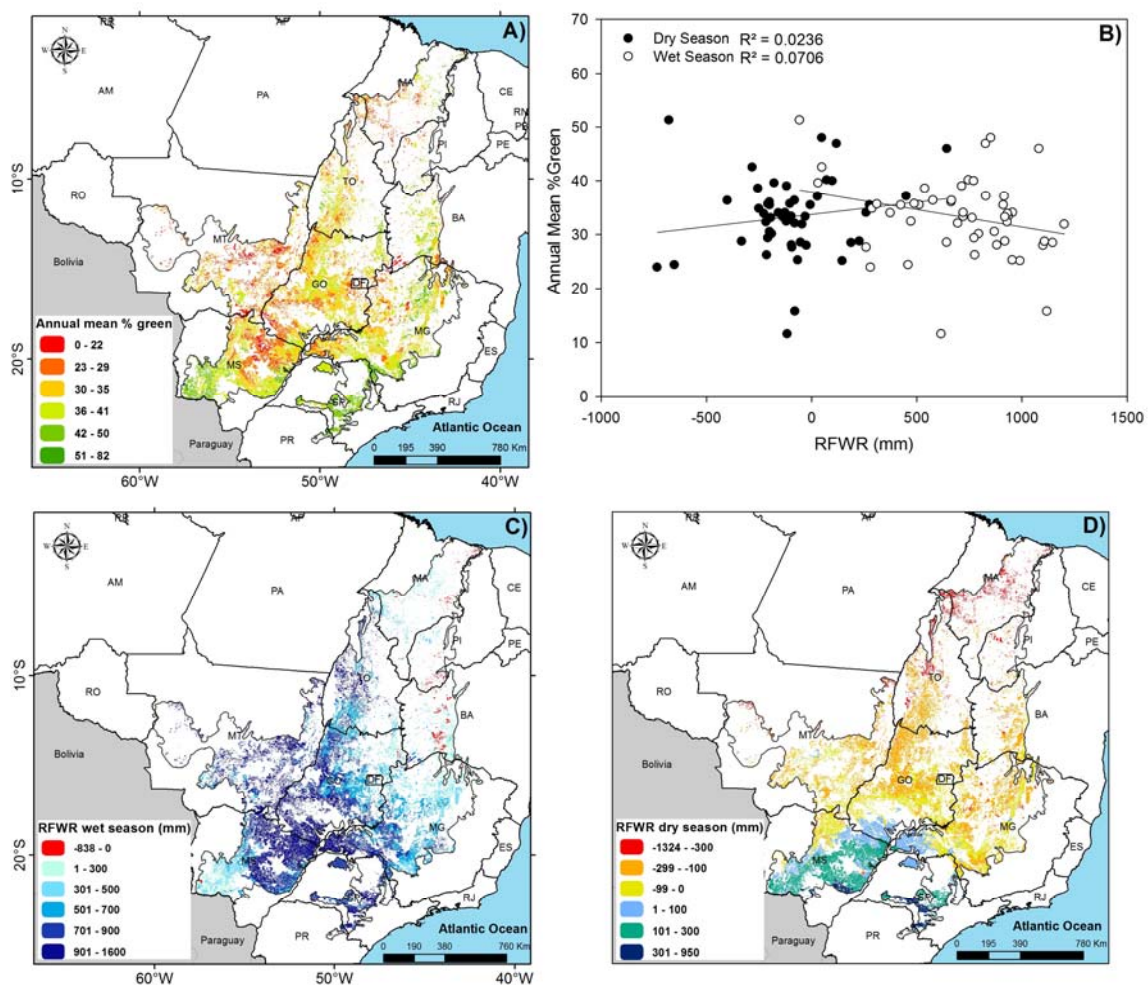 A)
N
W E
S
AM
PA
MA
CE
RN
PB
PE
PI
TO
RO
BA
MT
Bolivia
GO
DF
MG
MS
ES
SP
RJ
PR
Paraguay
10°S
20°S
Annual mean % green
0 - 22
23 - 29
30 - 35
36 - 41
42 - 50
51 - 82
Atlantic Ocean
0 195 390 780 Km
60°W 50°W 40°W
B)
Dry Season R² = 0.0236
Wet Season R² = 0.0706
Annual Mean %Green
70
60
50
40
30
20
10
0
-1000 -500 0 500 1000 1500
RFWR (mm)
C)
N
W E
S
AM
PA
MA
CE
PE
PI
TO
RO
BA
MT
Bolivia
GO
DF
MG
MS
ES
RJ
PR
Paraguay
10°S
20°S
RFWR wet season (mm)
-838 - 0
1 - 300
301 - 500
501 - 700
701 - 900
901 - 1600
Atlantic Ocean
0 190 380 760 Km
60°W 50°W 40°W
D)
N
W E
S
AM
PA
MA
CE
PE
PI
TO
RO
BA
MT
Bolivia
GO
DF
MG
MS
ES
RJ
PR
Paraguay
RFWR dry season (mm)
-1324 - -300
-299 - -100
-99 - 0
1 - 100
101 - 300
301 - 950
Atlantic Ocean
0 195 390 780 Km